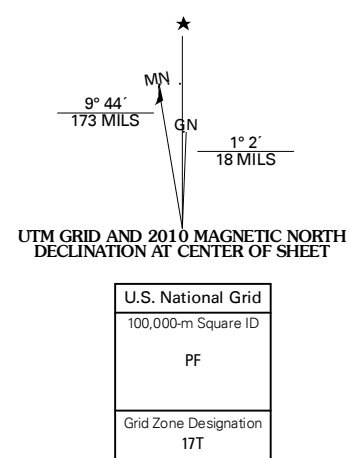 MN
9° 44´
173 MILS
GN
1° 2´
18 MILS
UTM GRID AND 2010 MAGNETIC NORTH
DECLINATION AT CENTER OF SHEET
U.S. National Grid
100,000-m Square ID
PF
Grid Zone Designation
17T